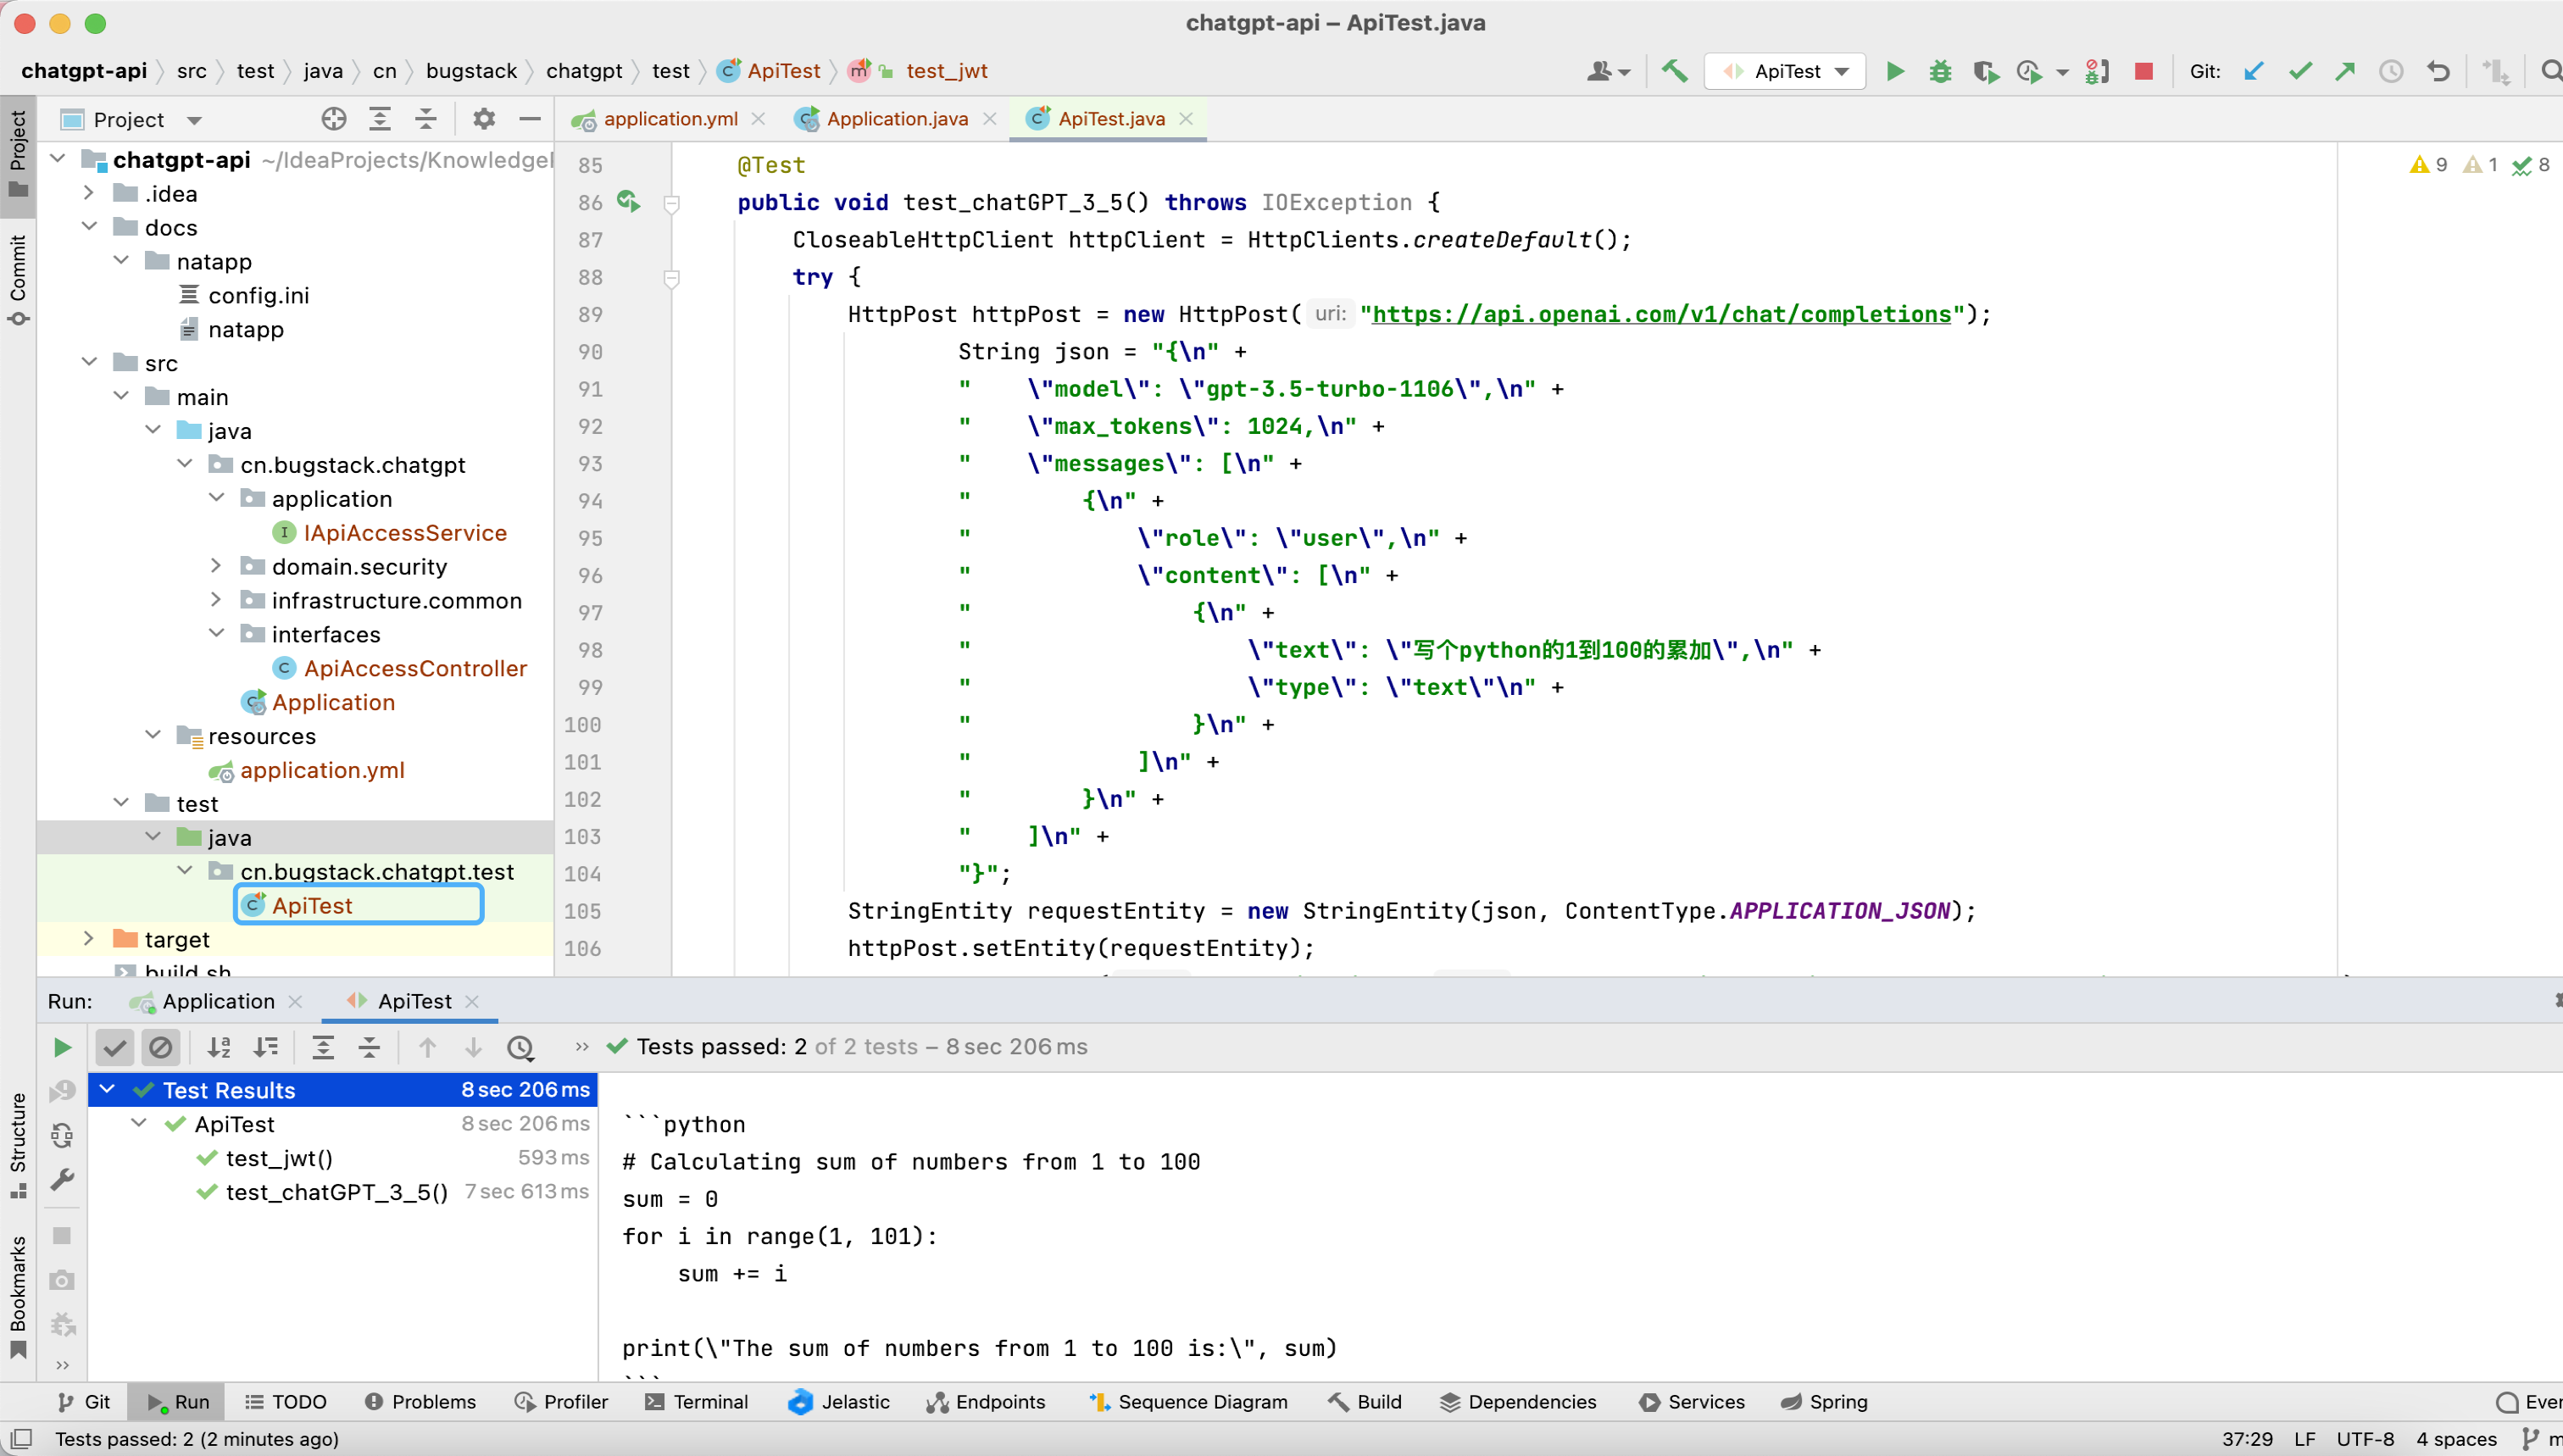 chatgpt-api – ApiTest.java
chatgpt-api src test java cn bugstack chatgpt test ApiTest test_jwt
ApiTest Git:
Project
application.yml Application.java ApiTest.java
Project
Commit
Structure
Bookmarks
chatgpt-api ~/IdeaProjects/Knowledge
.idea
docs
natapp
config.ini
natapp
src
main
java
cn.bugstack.chatgpt
application
IApiAccessService
domain.security
infrastructure.common
interfaces
ApiAccessController
Application
resources
application.yml
test
java
cn.bugstack.chatgpt.test
ApiTest
target
build.sh
9 1 8
85 @Test
86 public void test_chatGPT_3_5() throws IOException {
87 CloseableHttpClient httpClient = HttpClients.createDefault();
88 try {
89 HttpPost httpPost = new HttpPost( uri: "https://api.openai.com/v1/chat/completions");
90 String json = "{\n" +
91 " \"model\": \"gpt-3.5-turbo-1106\",\n" +
92 " \"max_tokens\": 1024,\n" +
93 " \"messages\": [\n" +
94 " {\n" +
95 " \"role\": \"user\",\n" +
96 " \"content\": [\n" +
97 " {\n" +
98 " \"text\": \"写个python的1到100的累加\",\n" +
99 " \"type\": \"text\"\n" +
100 " }\n" +
101 " ]\n" +
102 " }\n" +
103 " ]\n" +
104 "}";
105 StringEntity requestEntity = new StringEntity(json, ContentType.APPLICATION_JSON);
106 httpPost.setEntity(requestEntity);
Run: Application ApiTest
Tests passed: 2 of 2 tests – 8 sec 206 ms
Test Results 8 sec 206 ms
ApiTest 8 sec 206 ms
test_jwt() 593 ms
test_chatGPT_3_5() 7 sec 613 ms
```python
# Calculating sum of numbers from 1 to 100
sum = 0
for i in range(1, 101):
sum += i
print(\"The sum of numbers from 1 to 100 is:\", sum)
```
Git Run TODO Problems Profiler Terminal Jelastic Endpoints Sequence Diagram Build Dependencies Services Spring
Tests passed: 2 (2 minutes ago)
37:29 LF UTF-8 4 spaces